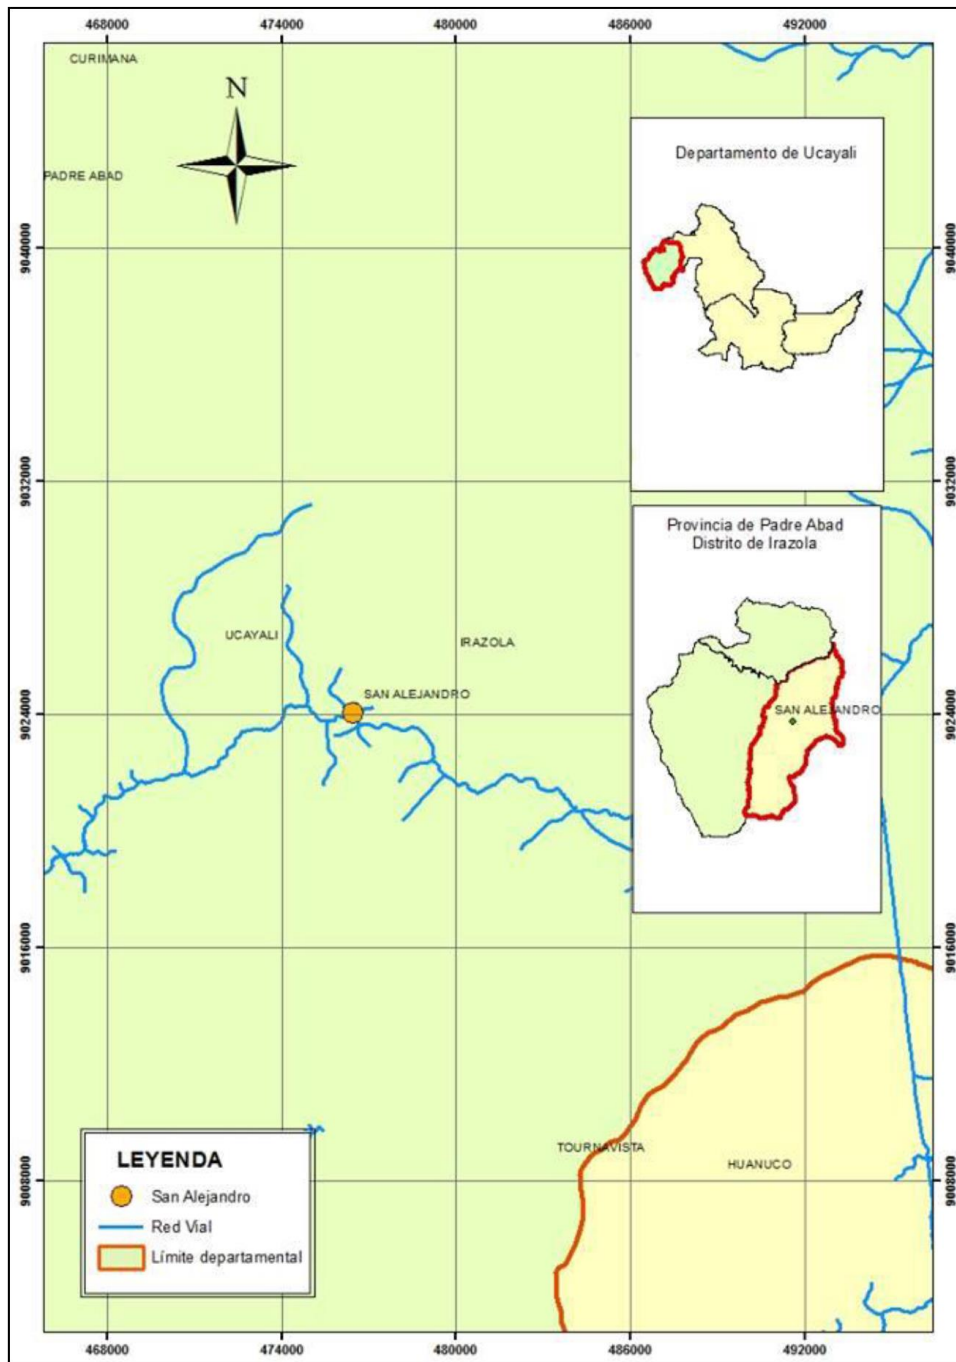 468000
474000
480000
486000
492000
CURIMANA
N
PADRE ABAD
Departamento de Ucayali
9040000
9040000
9032000
9032000
Provincia de Padre Abad
Distrito de Irazola
UCAYALI
IRAZOLA
SAN ALEJANDRO
SAN ALEJANDRO
9024000
9024000
9016000
9016000
TOURNAVISTA
HUANUCO
9008000
9008000
LEYENDA
San Alejandro
Red Vial
Límite departamental
468000
474000
480000
486000
492000